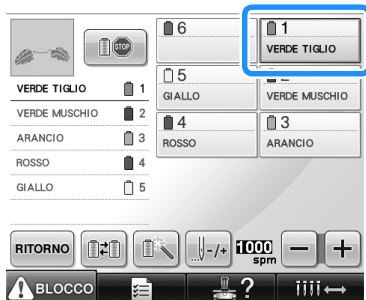 STOP
VERDE TIGLIO 1
VERDE MUSCHIO 2
ARANCIO 3
ROSSO 4
GIALLO 5
6
1
VERDE TIGLIO
5
GIALLO
VERDE MUSCHIO
4
ROSSO
3
ARANCIO
RITORNO
-/+
1000
spm
- +
BLOCCO
?